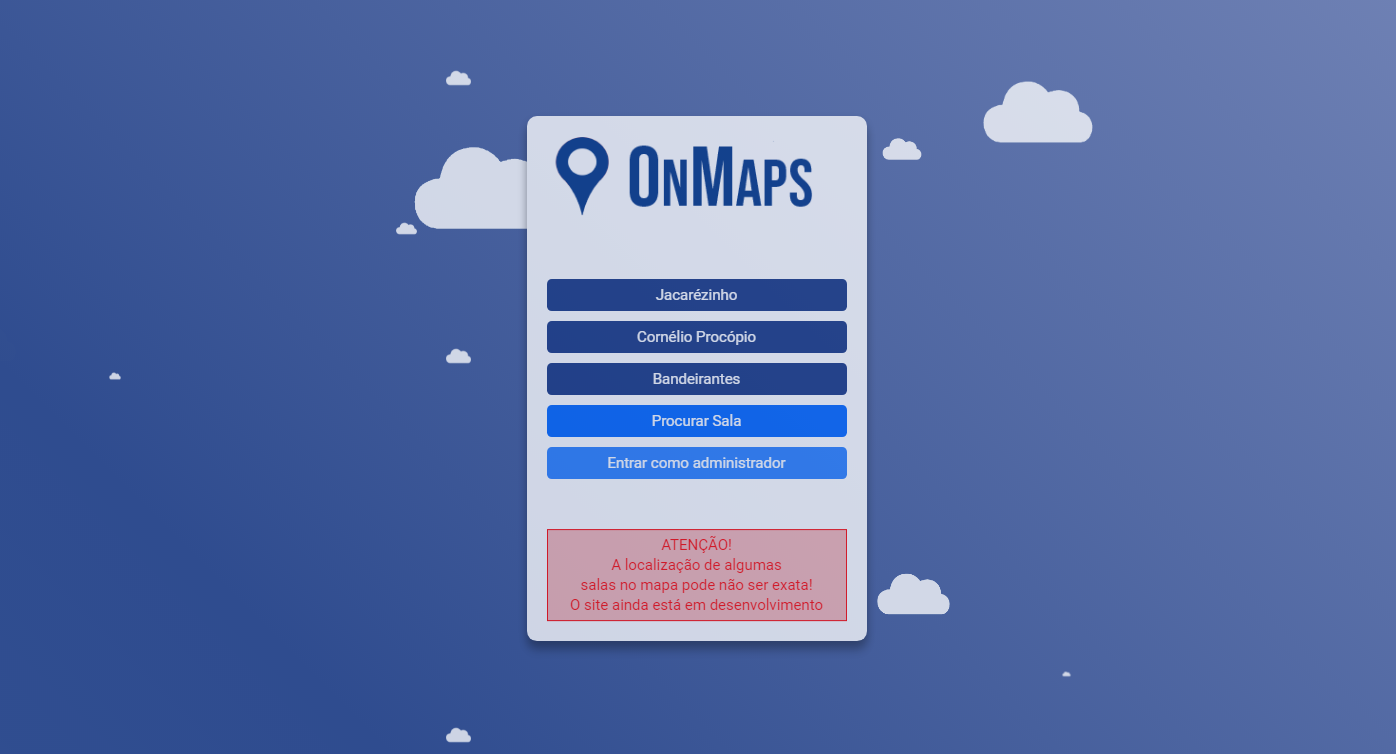 OnMaps
Jacarézinho
Cornélio Procópio
Bandeirantes
Procurar Sala
Entrar como administrador
ATENÇÃO!
A localização de algumas
salas no mapa pode não ser exata!
O site ainda está em desenvolvimento